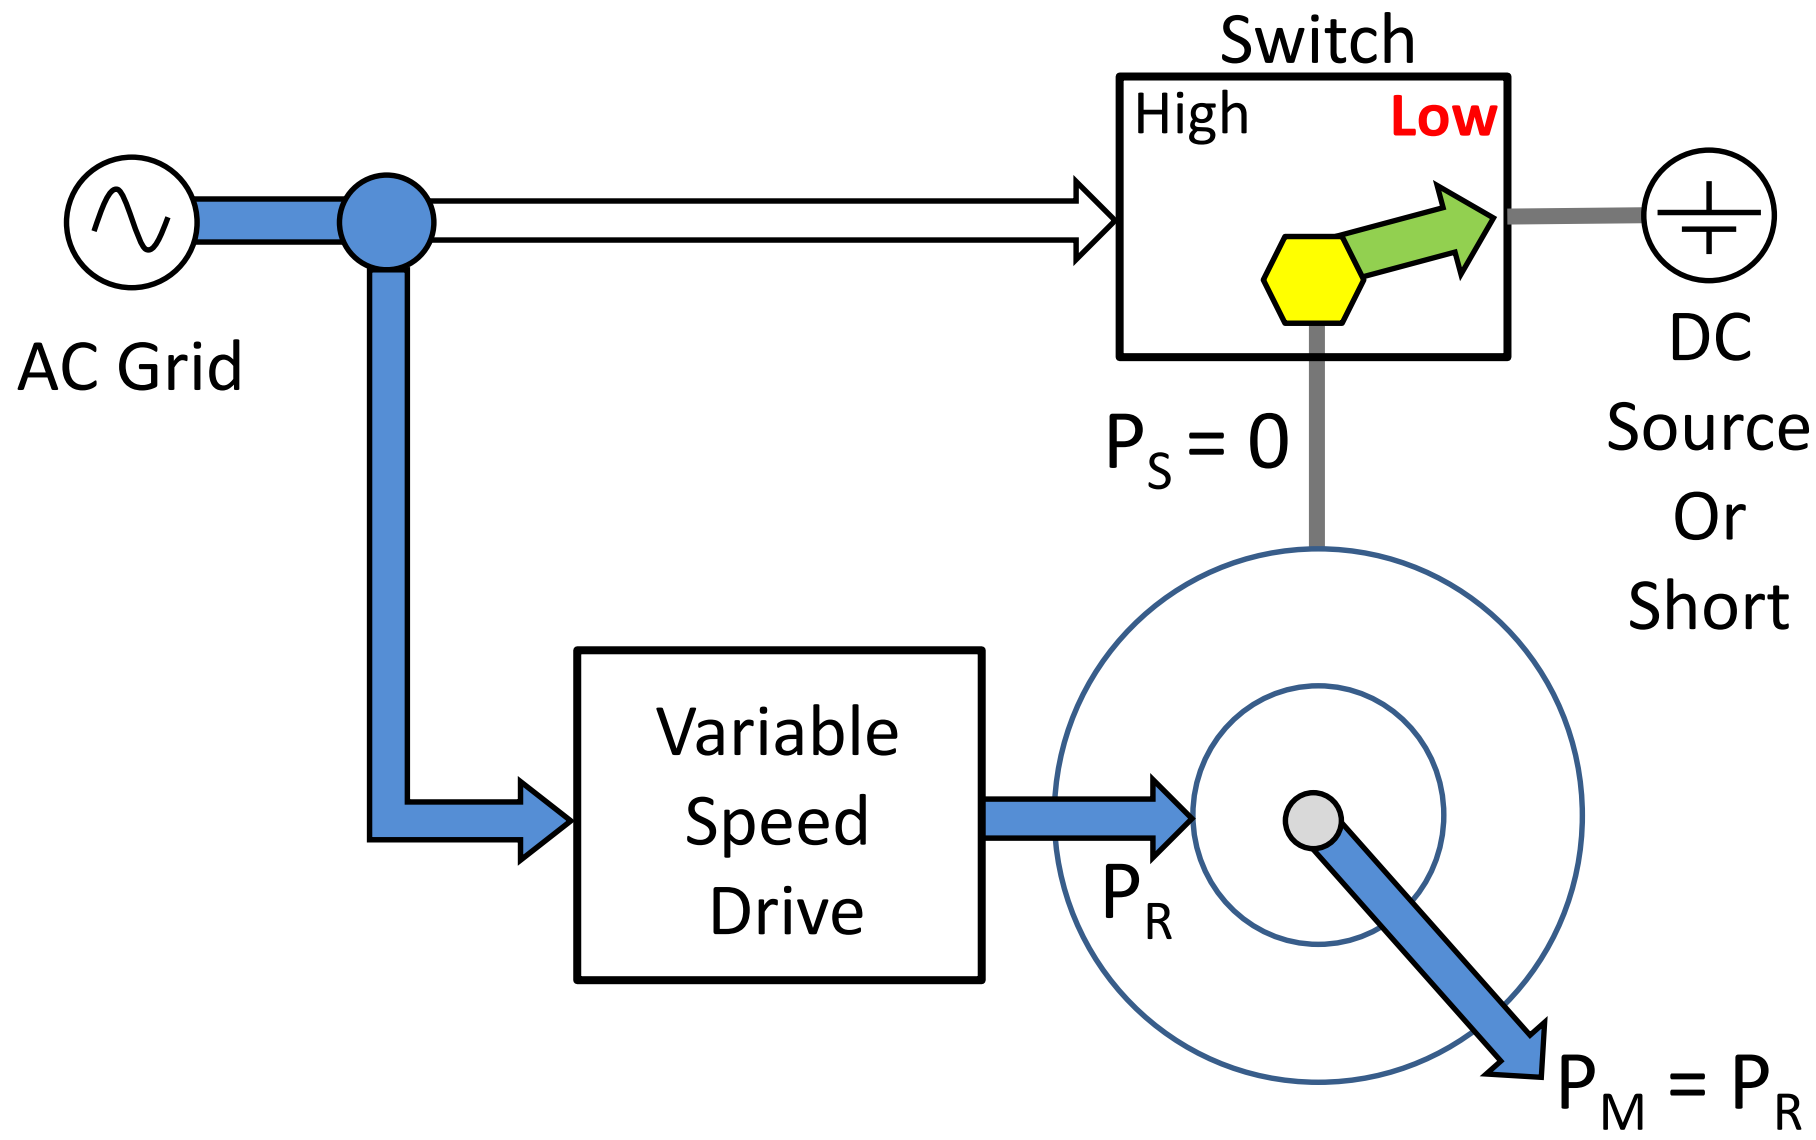 Switch
High Low
AC Grid
DC
Source
Or
Short
P_S = 0
Variable
Speed
Drive
P_R
P_M = P_R